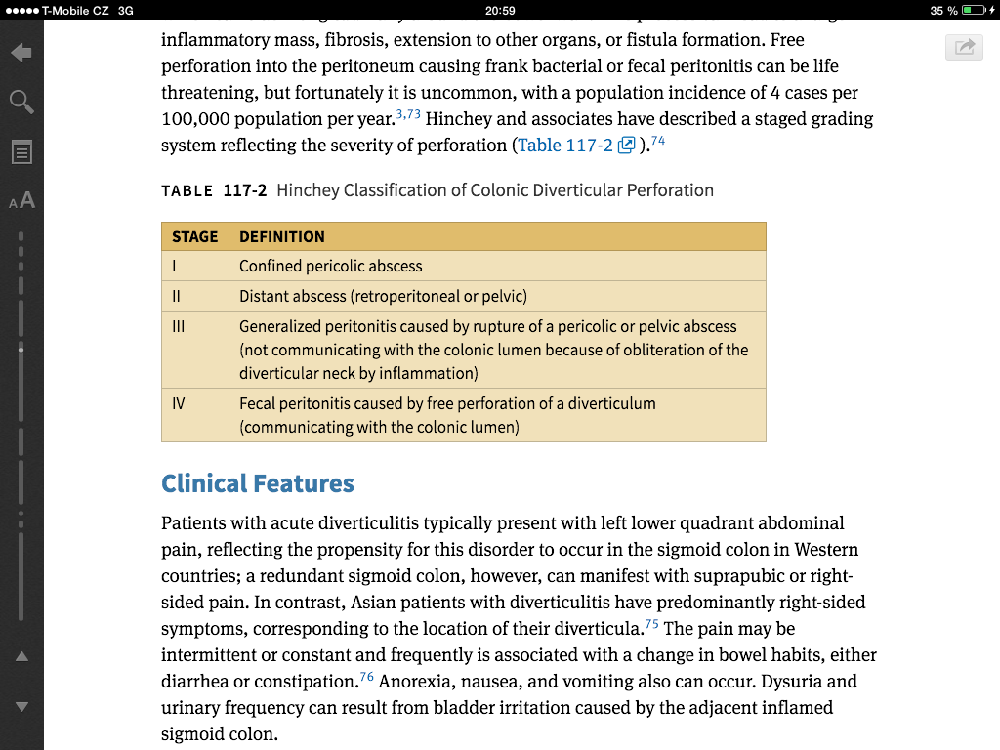 T-Mobile CZ 3G
20:59
35 %
inflammatory mass, fibrosis, extension to other organs, or fistula formation. Free
perforation into the peritoneum causing frank bacterial or fecal peritonitis can be life
threatening, but fortunately it is uncommon, with a population incidence of 4 cases per
100,000 population per year.3,73 Hinchey and associates have described a staged grading
system reflecting the severity of perforation (Table 117-2 ).74
TABLE 117-2 Hinchey Classification of Colonic Diverticular Perforation
STAGE DEFINITION
I Confined pericolic abscess
II Distant abscess (retroperitoneal or pelvic)
III Generalized peritonitis caused by rupture of a pericolic or pelvic abscess
(not communicating with the colonic lumen because of obliteration of the
diverticular neck by inflammation)
IV Fecal peritonitis caused by free perforation of a diverticulum
(communicating with the colonic lumen)
Clinical Features
Patients with acute diverticulitis typically present with left lower quadrant abdominal
pain, reflecting the propensity for this disorder to occur in the sigmoid colon in Western
countries; a redundant sigmoid colon, however, can manifest with suprapubic or right-
sided pain. In contrast, Asian patients with diverticulitis have predominantly right-sided
symptoms, corresponding to the location of their diverticula.75 The pain may be
intermittent or constant and frequently is associated with a change in bowel habits, either
diarrhea or constipation.76 Anorexia, nausea, and vomiting also can occur. Dysuria and
urinary frequency can result from bladder irritation caused by the adjacent inflamed
sigmoid colon.
AA